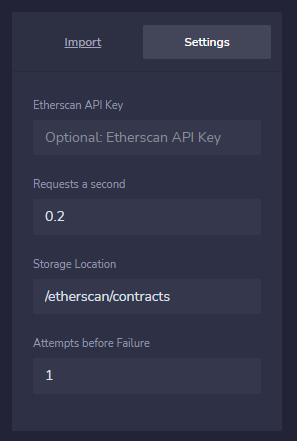 Import
Settings
Etherscan API Key
Optional: Etherscan API Key
Requests a second
0.2
Storage Location
/etherscan/contracts
Attempts before Failure
1